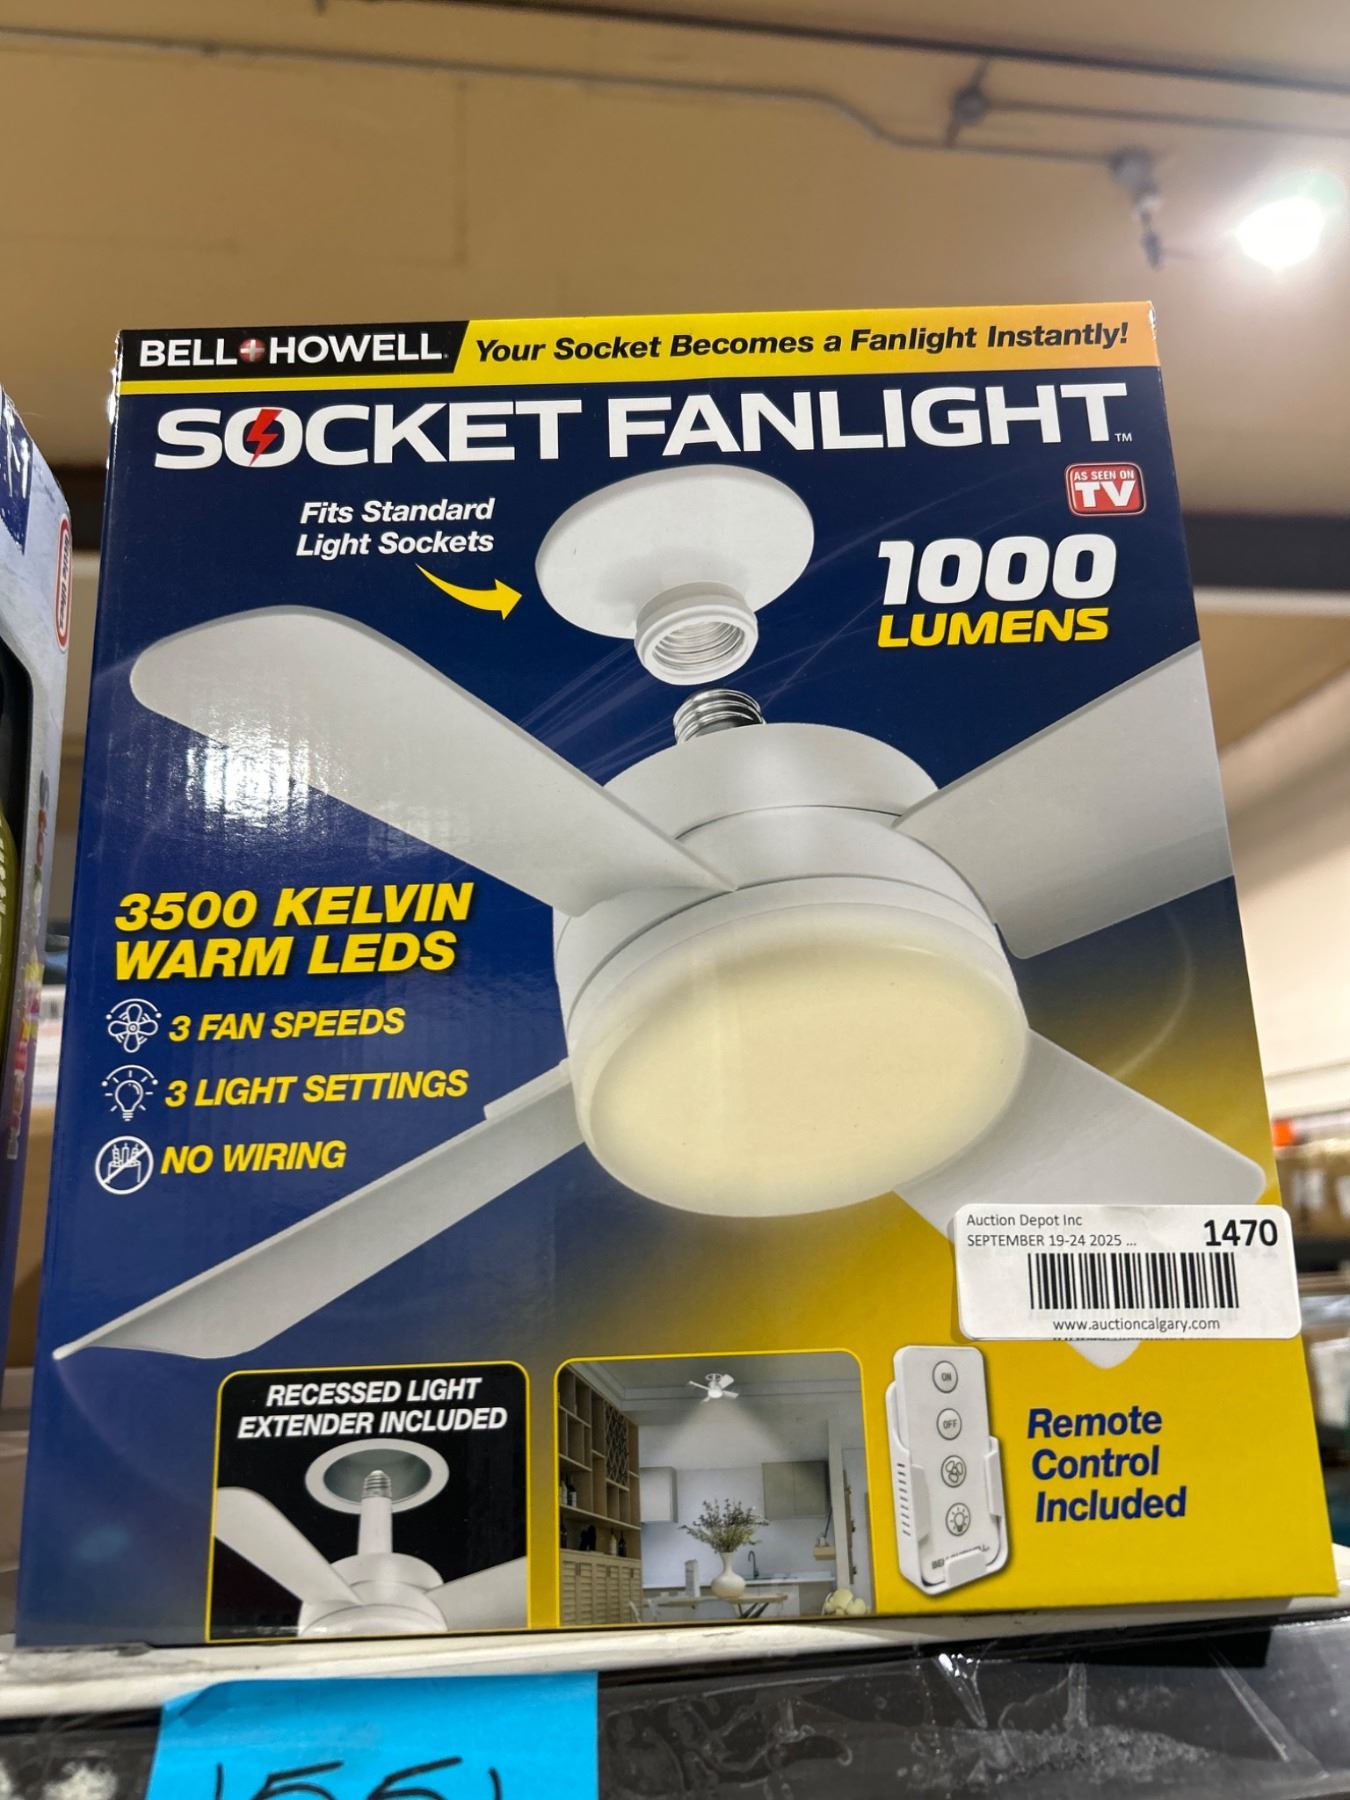 BELL+HOWELL
Your Socket Becomes a Fanlight Instantly!
SOCKET FANLIGHT™
AS SEEN ON
TV
Fits Standard
Light Sockets
1000
LUMENS
3500 KELVIN
WARM LEDS
3 FAN SPEEDS
3 LIGHT SETTINGS
NO WIRING
Auction Depot Inc
SEPTEMBER 19-24 2025 ...
1470
www.auctioncalgary.com
RECESSED LIGHT
EXTENDER INCLUDED
ON
OFF
Remote
Control
Included